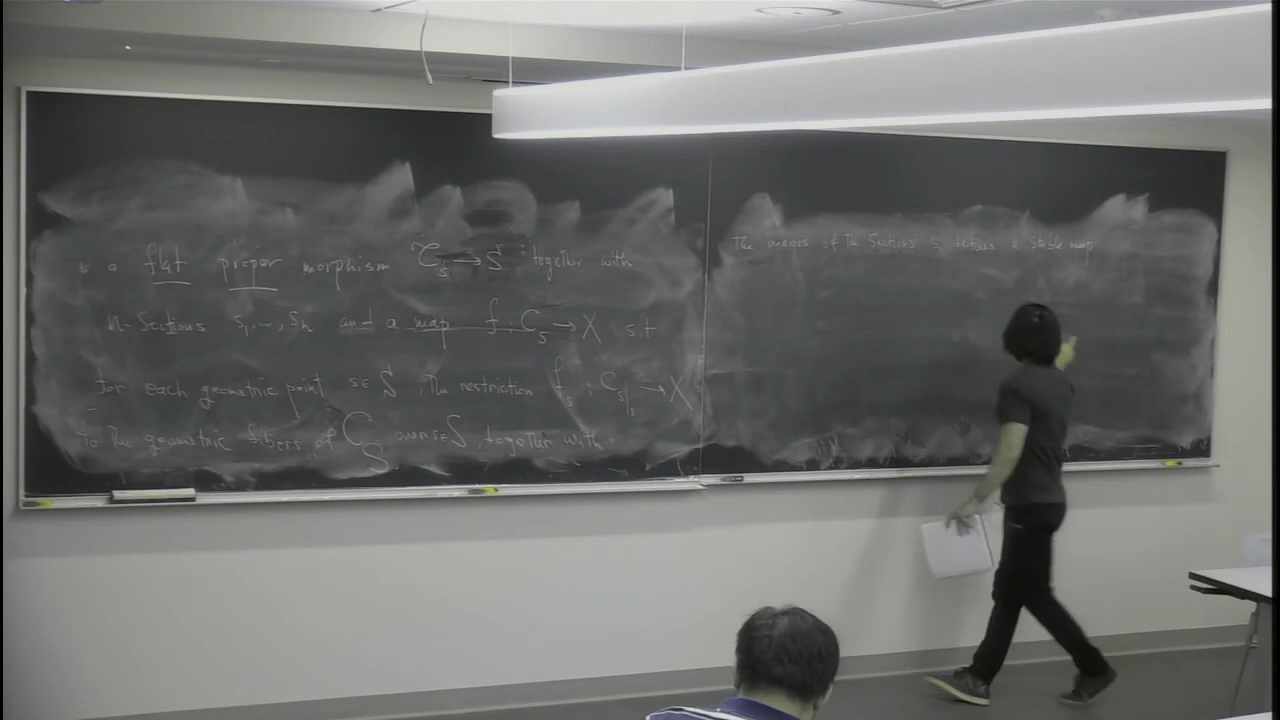 is a flat proper morphism C_S → S together with
n-Sections s_1, ..., s_n and a map f : C_S → X s.t
for each geometric point s ∈ S, The restriction f_s : C_S|_s → X
To The geometric fibers of C_S over s ∈ S, together with
The images of The Sections s_i defines a stable map